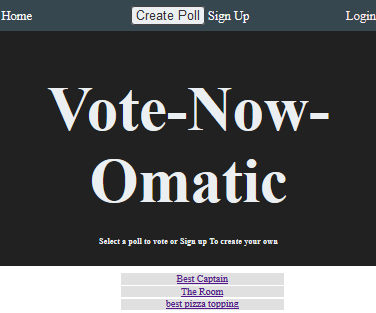 Home Create Poll Sign Up Login
Vote-Now-
Omatic
Select a poll to vote or Sign up To create your own
Best Captain
The Room
best pizza topping